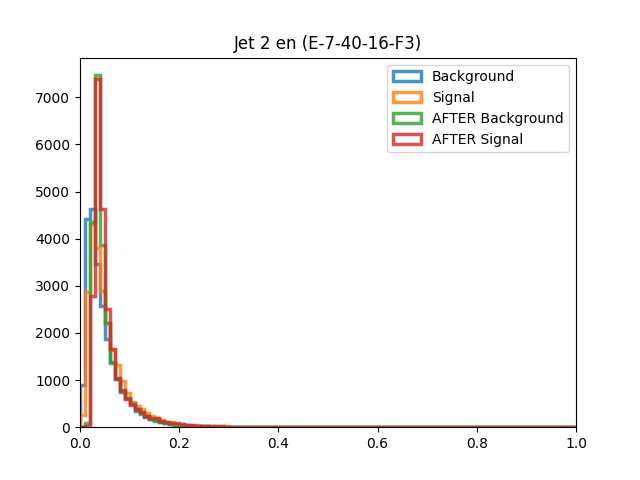 Jet 2 en (E-7-40-16-F3)
Background
Signal
AFTER Background
AFTER Signal
7000
6000
5000
4000
3000
2000
1000
0
0.0 0.2 0.4 0.6 0.8 1.0